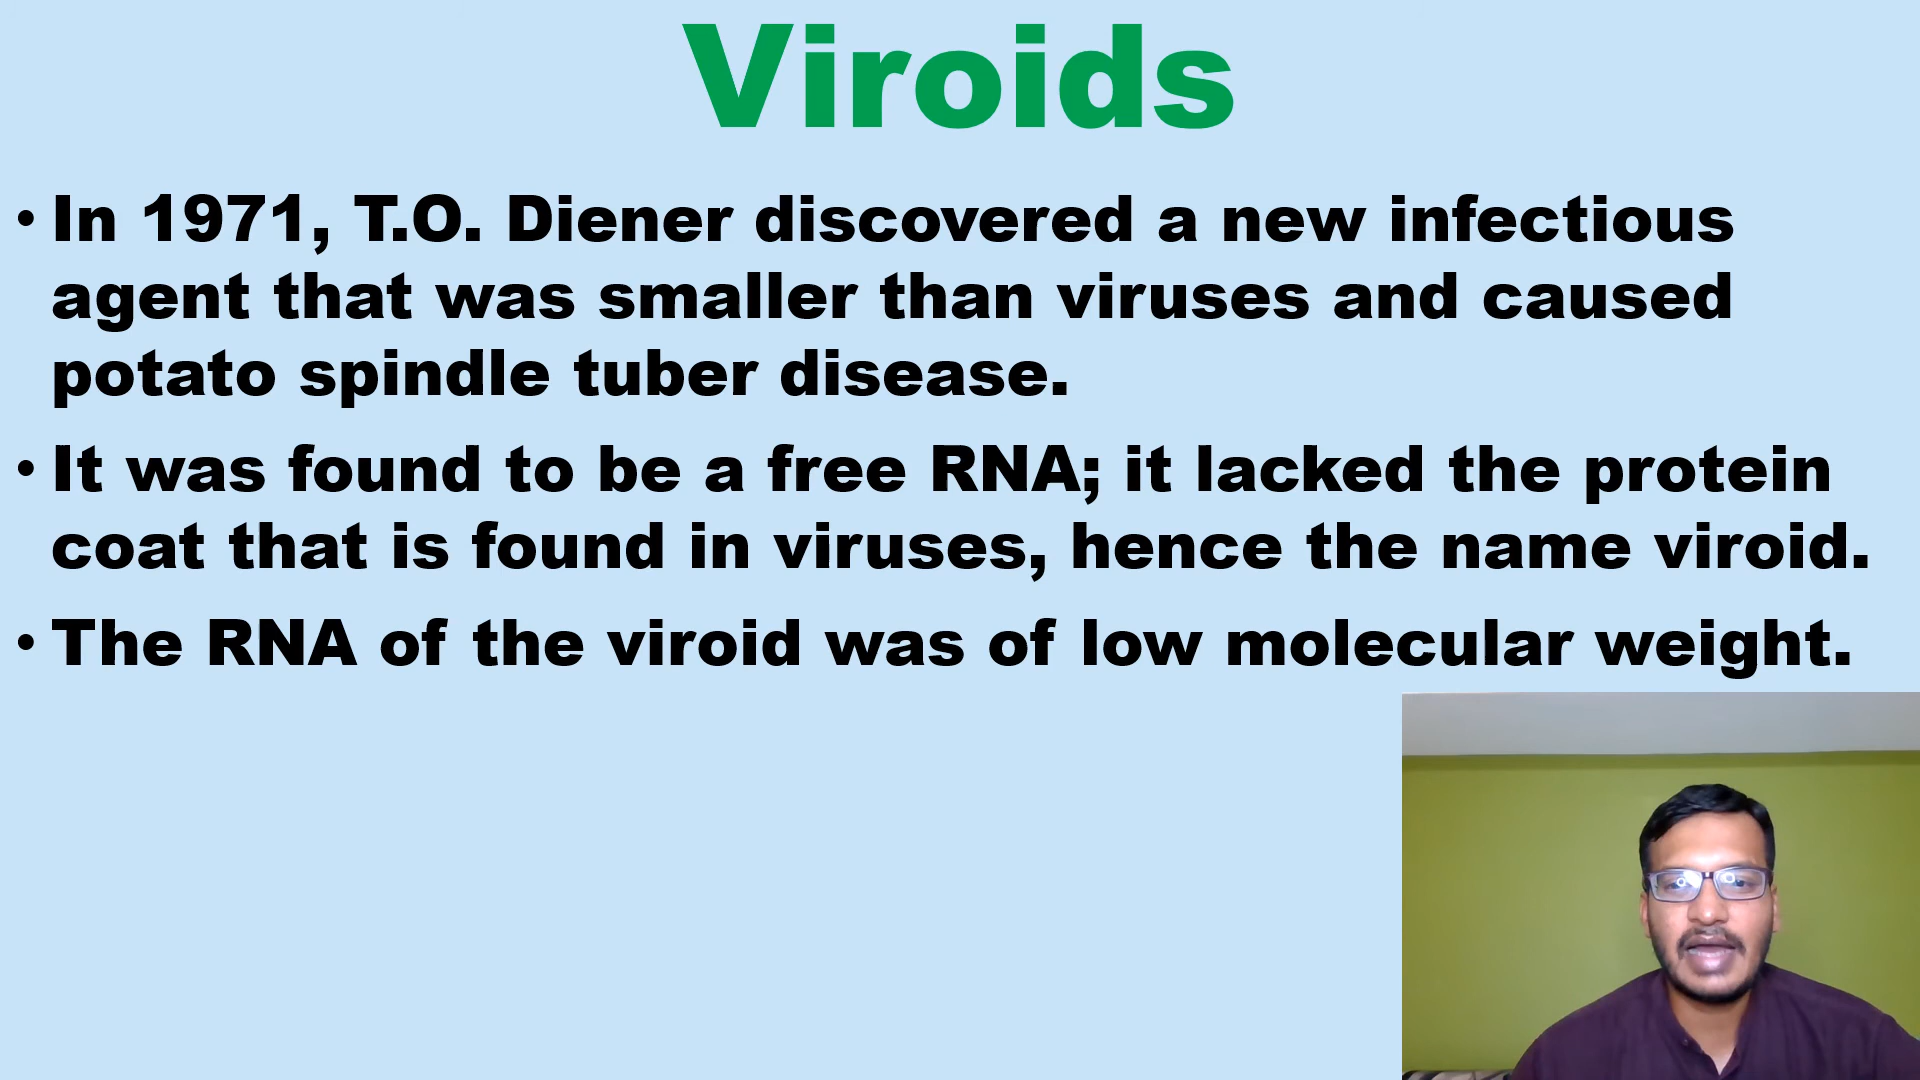 Viroids
• In 1971, T.O. Diener discovered a new infectious
agent that was smaller than viruses and caused
potato spindle tuber disease.
• It was found to be a free RNA; it lacked the protein
coat that is found in viruses, hence the name viroid.
• The RNA of the viroid was of low molecular weight.